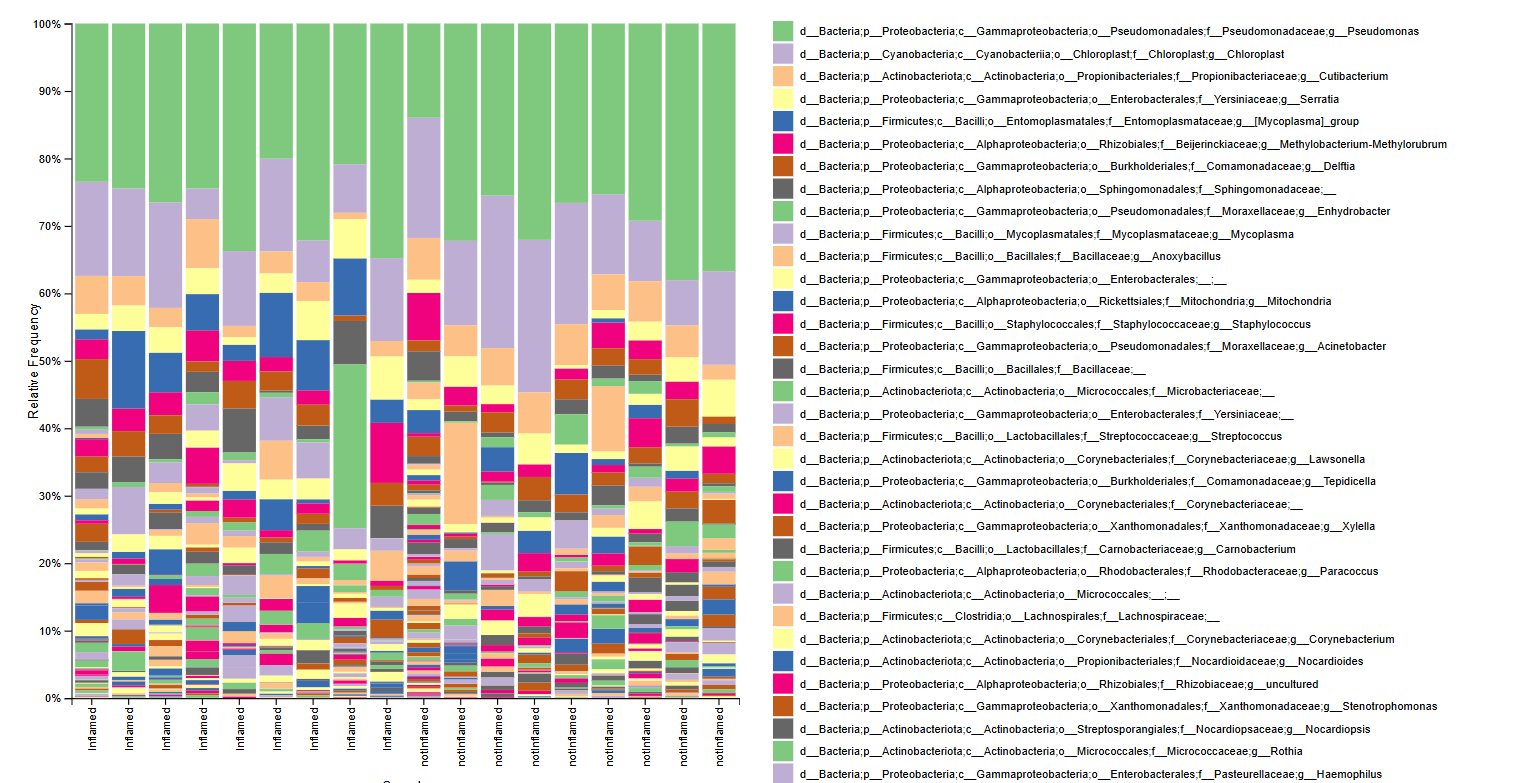 100%
90%
80%
70%
60%
50%
40%
30%
20%
10%
0%
Relative Frequency
Inflamed
Inflamed
Inflamed
Inflamed
Inflamed
Inflamed
Inflamed
Inflamed
Inflamed
notInflamed
notInflamed
notInflamed
notInflamed
notInflamed
notInflamed
notInflamed
notInflamed
notInflamed
d__Bacteria;p__Proteobacteria;c__Gammaproteobacteria;o__Pseudomonadales;f__Pseudomonadaceae;g__Pseudomonas
d__Bacteria;p__Cyanobacteria;c__Cyanobacteriia;o__Chloroplast;f__Chloroplast;g__Chloroplast
d__Bacteria;p__Actinobacteriota;c__Actinobacteria;o__Propionibacteriales;f__Propionibacteriaceae;g__Cutibacterium
d__Bacteria;p__Proteobacteria;c__Gammaproteobacteria;o__Enterobacterales;f__Yersiniaceae;g__Serratia
d__Bacteria;p__Firmicutes;c__Bacilli;o__Entomoplasmatales;f__Entomoplasmataceae;g__[Mycoplasma]_group
d__Bacteria;p__Proteobacteria;c__Alphaproteobacteria;o__Rhizobiales;f__Beijerinckiaceae;g__Methylobacterium-Methylorubrum
d__Bacteria;p__Proteobacteria;c__Gammaproteobacteria;o__Burkholderiales;f__Comamonadaceae;g__Delftia
d__Bacteria;p__Proteobacteria;c__Alphaproteobacteria;o__Sphingomonadales;f__Sphingomonadaceae;__
d__Bacteria;p__Proteobacteria;c__Gammaproteobacteria;o__Pseudomonadales;f__Moraxellaceae;g__Enhydrobacter
d__Bacteria;p__Firmicutes;c__Bacilli;o__Mycoplasmatales;f__Mycoplasmataceae;g__Mycoplasma
d__Bacteria;p__Firmicutes;c__Bacilli;o__Bacillales;f__Bacillaceae;g__Anoxybacillus
d__Bacteria;p__Proteobacteria;c__Gammaproteobacteria;o__Enterobacterales;__;__
d__Bacteria;p__Proteobacteria;c__Alphaproteobacteria;o__Rickettsiales;f__Mitochondria;g__Mitochondria
d__Bacteria;p__Firmicutes;c__Bacilli;o__Staphylococcales;f__Staphylococcaceae;g__Staphylococcus
d__Bacteria;p__Proteobacteria;c__Gammaproteobacteria;o__Pseudomonadales;f__Moraxellaceae;g__Acinetobacter
d__Bacteria;p__Firmicutes;c__Bacilli;o__Bacillales;f__Bacillaceae;__
d__Bacteria;p__Actinobacteriota;c__Actinobacteria;o__Micrococcales;f__Microbacteriaceae;__
d__Bacteria;p__Proteobacteria;c__Gammaproteobacteria;o__Enterobacterales;f__Yersiniaceae;__
d__Bacteria;p__Firmicutes;c__Bacilli;o__Lactobacillales;f__Streptococcaceae;g__Streptococcus
d__Bacteria;p__Actinobacteriota;c__Actinobacteria;o__Corynebacteriales;f__Corynebacteriaceae;g__Lawsonella
d__Bacteria;p__Proteobacteria;c__Gammaproteobacteria;o__Burkholderiales;f__Comamonadaceae;g__Tepidicella
d__Bacteria;p__Actinobacteriota;c__Actinobacteria;o__Corynebacteriales;f__Corynebacteriaceae;__
d__Bacteria;p__Proteobacteria;c__Gammaproteobacteria;o__Xanthomonadales;f__Xanthomonadaceae;g__Xylella
d__Bacteria;p__Firmicutes;c__Bacilli;o__Lactobacillales;f__Carnobacteriaceae;g__Carnobacterium
d__Bacteria;p__Proteobacteria;c__Alphaproteobacteria;o__Rhodobacterales;f__Rhodobacteraceae;g__Paracoccus
d__Bacteria;p__Actinobacteriota;c__Actinobacteria;o__Micrococcales;__;__
d__Bacteria;p__Firmicutes;c__Clostridia;o__Lachnospirales;f__Lachnospiraceae;__
d__Bacteria;p__Actinobacteriota;c__Actinobacteria;o__Corynebacteriales;f__Corynebacteriaceae;g__Corynebacterium
d__Bacteria;p__Actinobacteriota;c__Actinobacteria;o__Propionibacteriales;f__Nocardioidaceae;g__Nocardioides
d__Bacteria;p__Proteobacteria;c__Alphaproteobacteria;o__Rhizobiales;f__Rhizobiaceae;g__uncultured
d__Bacteria;p__Proteobacteria;c__Gammaproteobacteria;o__Xanthomonadales;f__Xanthomonadaceae;g__Stenotrophomonas
d__Bacteria;p__Actinobacteriota;c__Actinobacteria;o__Streptosporangiales;f__Nocardiopsaceae;g__Nocardiopsis
d__Bacteria;p__Actinobacteriota;c__Actinobacteria;o__Micrococcales;f__Micrococcaceae;g__Rothia
d__Bacteria;p__Proteobacteria;c__Gammaproteobacteria;o__Enterobacterales;f__Pasteurellaceae;g__Haemophilus